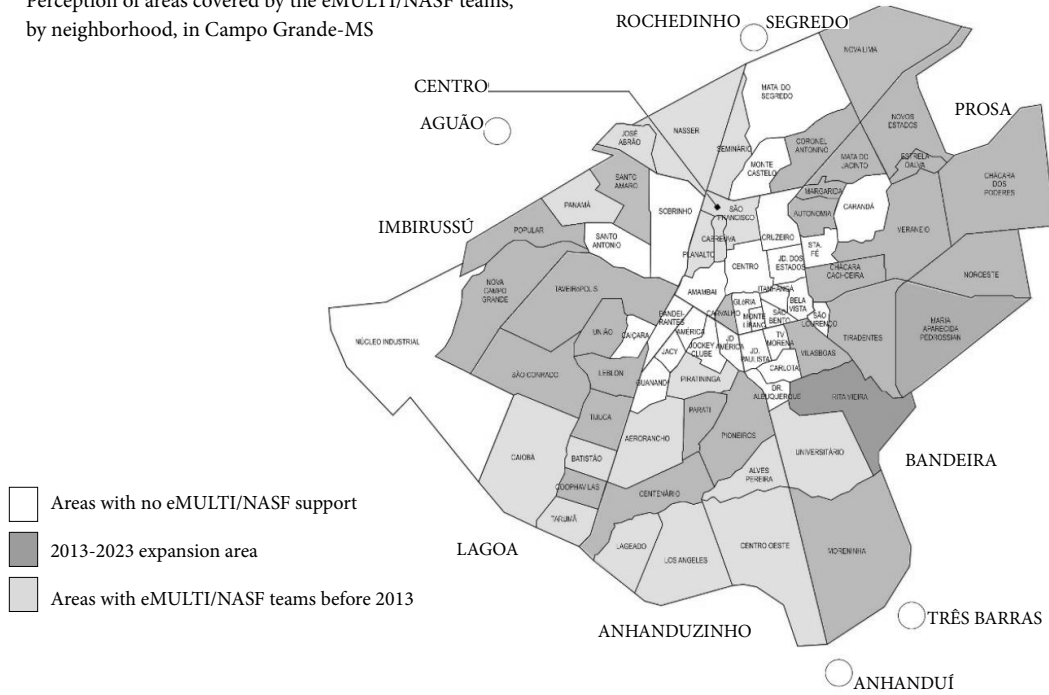 Perception of areas covered by the eMULTI/NASF teams,
by neighborhood, in Campo Grande-MS
ROCHEDINHO
SEGREDO
CENTRO
AGUÃO
PROSA
IMBIRUSSÚ
BANDEIRA
LAGOA
ANHANDUZINHO
TRÊS BARRAS
ANHANDUÍ
NOVA LIMA
MATA DO
SEGREDO
NASSER
JOSÉ
ABRÃO
SEMINÁRIO
CORONEL
ANTONINO
NOVOS
ESTADOS
MONTE
CASTELO
MATA DO
JACINTO
ESTRELA
DALVA
CHÁCARA
DOS
PODERES
SANTO
AMARO
PANAMÁ
SOBRINHO
SÃO
FRANCISCO
MARGARIDA
AUTONOMIA
CARANDÁ
VERANEIO
POPULAR
SANTO
ANTONIO
PLANALTO
CABREUVA
CRUZEIRO
STA.
FÉ
CENTRO
JD. DOS
ESTADOS
CHÁCARA
CACHOEIRA
NOROESTE
NOVA
CAMPO
GRANDE
AMAMBAI
ITANHANGÁ
BELA
VISTA
GLÓRIA
CARVALHO
MONTE
LIBANO
SÃO
BENTO
SÃO
LOURENÇO
MARIA
APARECIDA
PEDROSSIAN
UNIÃO
CAIÇARA
BANDEI-
RANTES
AMÉRICA
JACY
JOCKEY
CLUBE
JD
AMÉRICA
JD.
PAULISTA
TV
MORENA
VILASBOAS
TIRADENTES
NÚCLEO INDUSTRIAL
SÃO CONRADO
LEBLON
GUANANDI
PIRATININGA
CARLOTA
DR.
ALBUQUERQUE
RITA VIEIRA
TIJUCA
PARATI
PIONEIROS
AERORANCHO
UNIVERSITÁRIO
CAIOBÁ
BATISTÃO
ALVES
PEREIRA
COOPHAVILAS
CENTENÁRIO
TARUMÃ
LAGEADO
LOS ANGELES
CENTRO OESTE
MORENINHA
Areas with no eMULTI/NASF support
2013-2023 expansion area
Areas with eMULTI/NASF teams before 2013